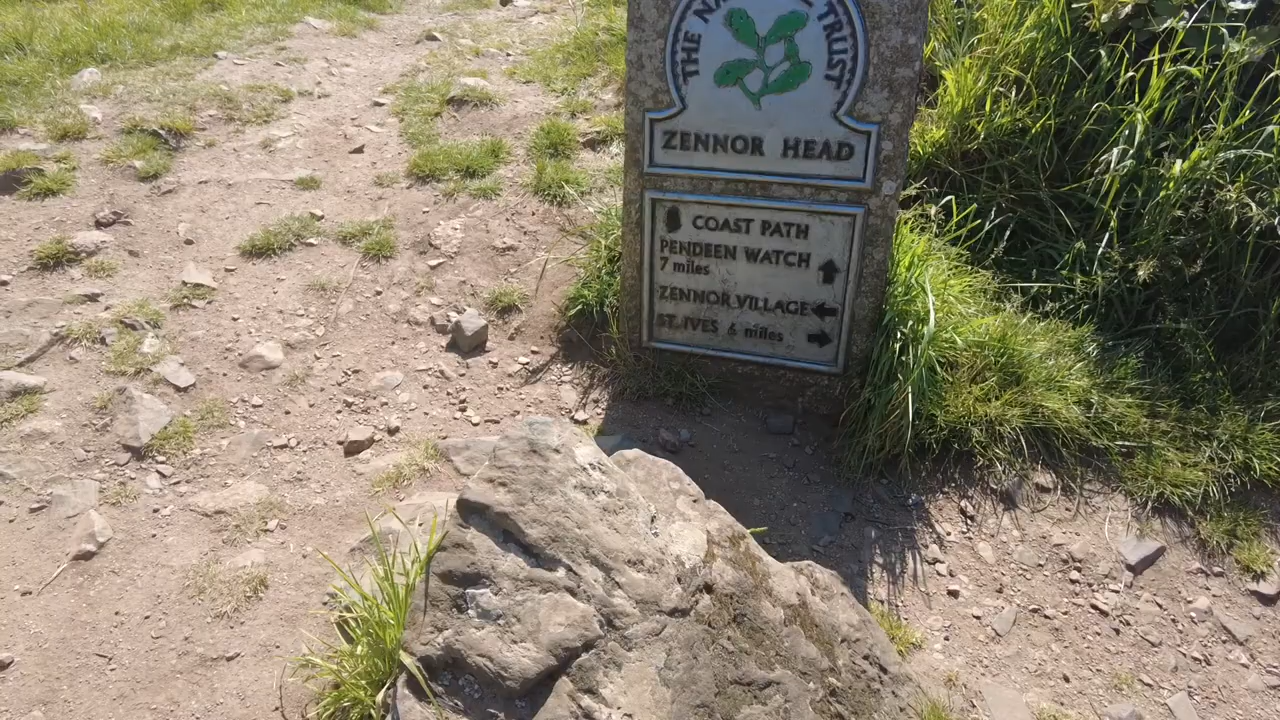 THE NATIONAL TRUST
ZENNOR HEAD
COAST PATH
PENDEEN WATCH
7 miles
ZENNOR VILLAGE
ST. IVES 6 miles